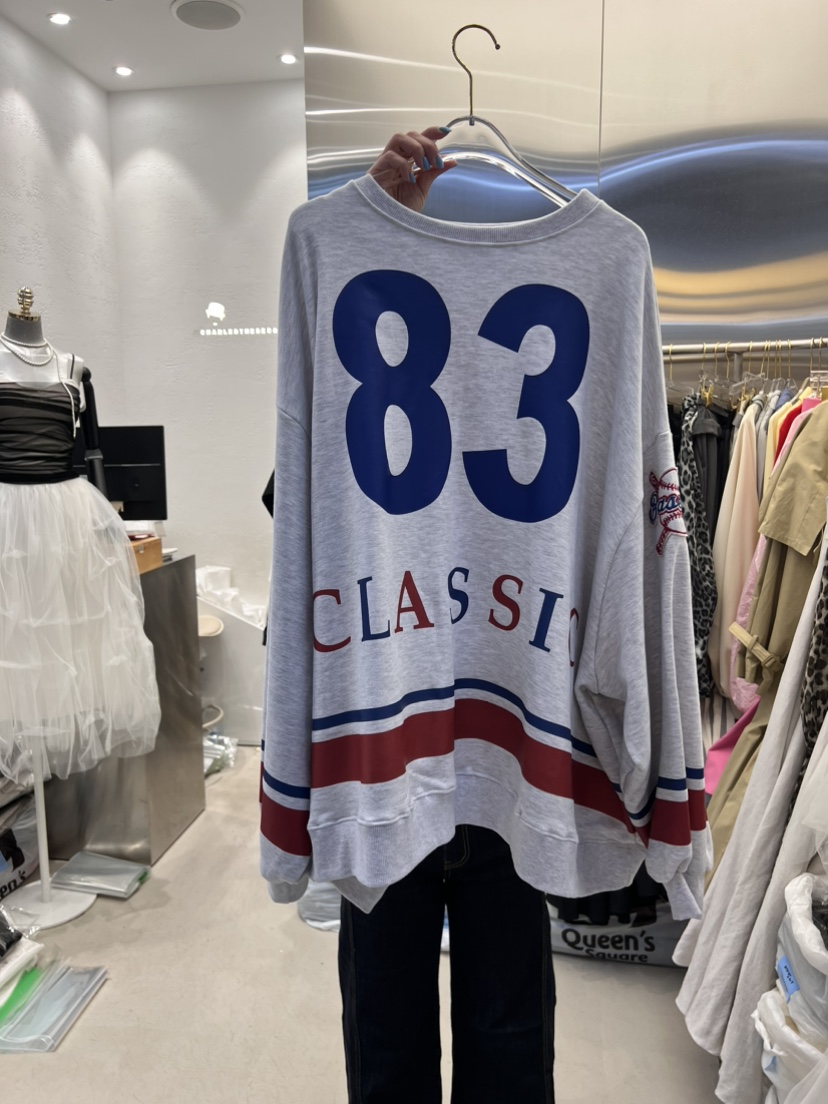 83
CLASSIC
Queen's
Square